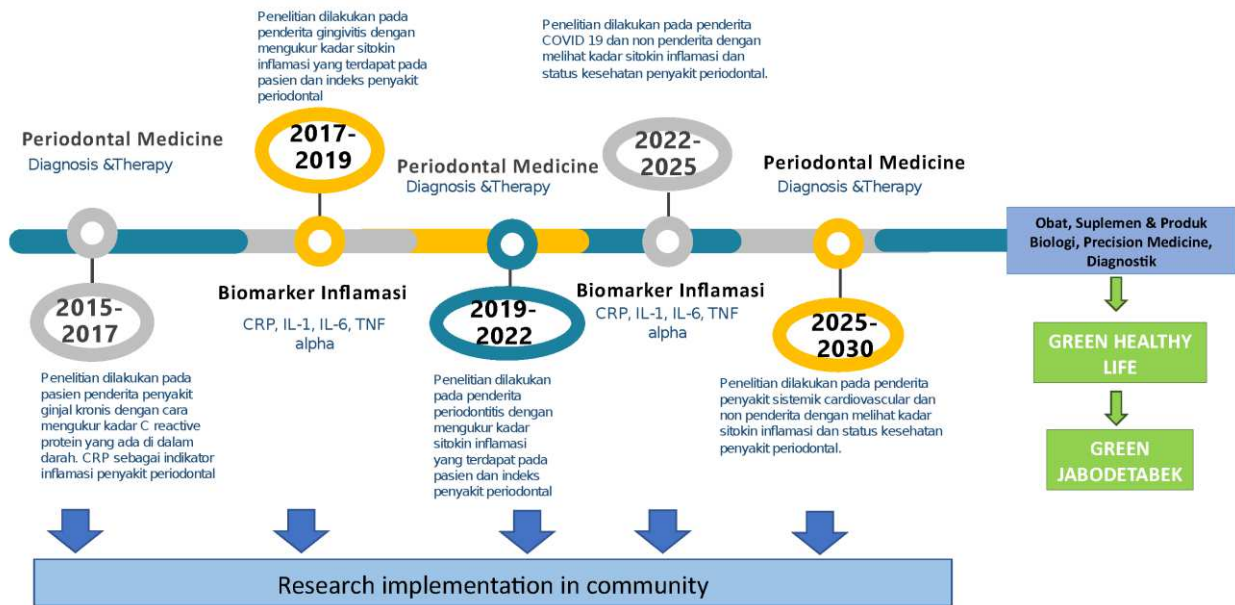 Penelitian dilakukan pada
penderita gingivitis dengan
mengukur kadar sitokin
inflamasi yang terdapat pada
pasien dan indeks penyakit
periodontal
Penelitian dilakukan pada penderita
COVID 19 dan non penderita dengan
melihat kadar sitokin inflamasi dan
status kesehatan penyakit periodontal.
Periodontal Medicine
Diagnosis &Therapy
2017-
2019
Periodontal Medicine
Diagnosis &Therapy
2022-
2025
Periodontal Medicine
Diagnosis &Therapy
2015-
2017
Biomarker Inflamasi
CRP, IL-1, IL-6, TNF
alpha
2019-
2022
Biomarker Inflamasi
CRP, IL-1, IL-6, TNF
alpha
2025-
2030
Penelitian dilakukan pada
pasien penderita penyakit
ginjal kronis dengan cara
mengukur kadar C reactive
protein yang ada di dalam
darah. CRP sebagai indikator
inflamasi penyakit periodontal
Penelitian dilakukan
pada penderita
periodontitis dengan
mengukur kadar
sitokin inflamasi
yang terdapat pada
pasien dan indeks
penyakit periodontal
Penelitian dilakukan pada penderita
penyakit sistemik cardiovascular dan
non penderita dengan melihat kadar
sitokin inflamasi dan status kesehatan
penyakit periodontal.
Obat, Suplemen & Produk
Biologi, Precision Medicine,
Diagnostik
GREEN HEALTHY
LIFE
GREEN
JABODETABEK
Research implementation in community